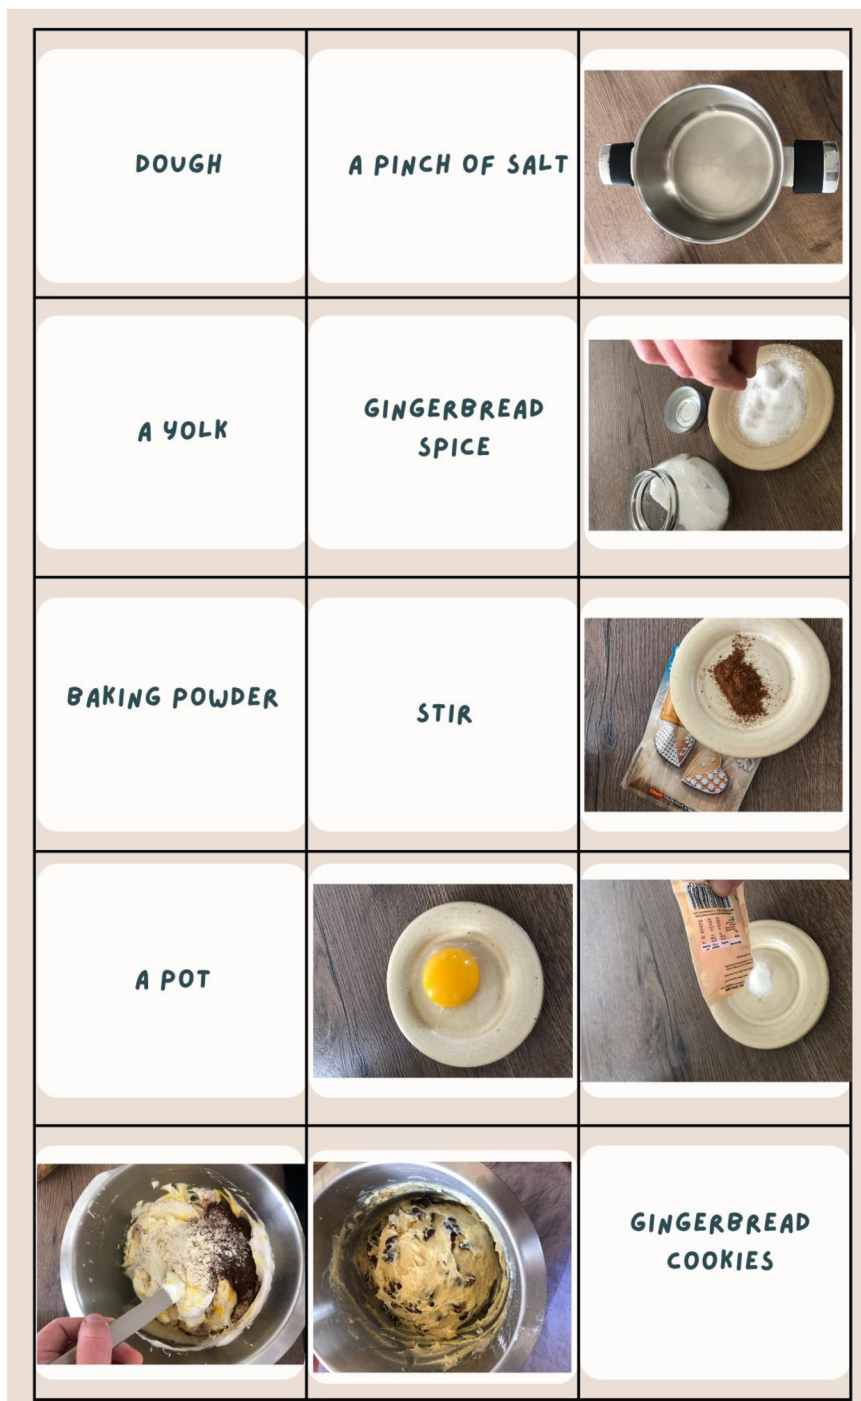 DOUGH
A PINCH OF SALT
A YOLK
GINGERBREAD
SPICE
BAKING POWDER
STIR
A POT
GINGERBREAD
COOKIES